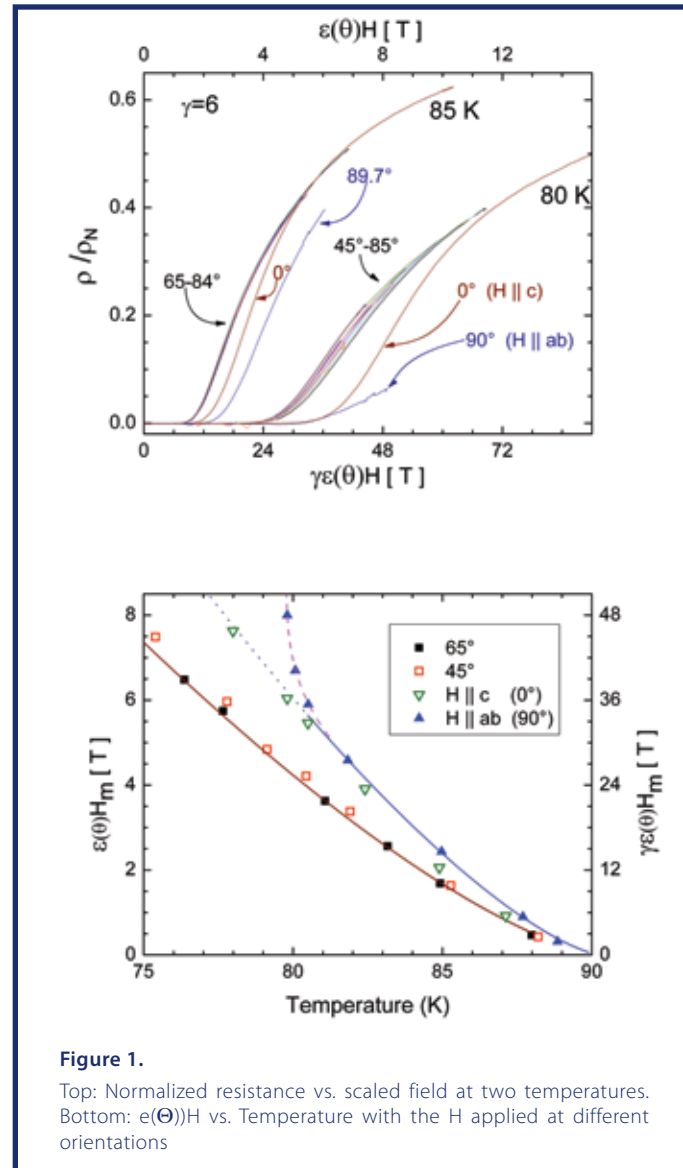 ε(θ)H [ T ]
0 4 8 12
0.6
γ=6
85 K
89.7°
80 K
0.4
45°-85°
ρ /ρN
65-84°
0°
0° (H || c)
0.2
90° (H || ab)
0.0
0 24 48 72
γε(θ)H [ T ]
8 48
65°
45°
H || c (0°)
6 36
H || ab (90°)
ε(θ)Hm [ T ]
γε(θ)Hm [ T ]
4 24
2 12
0 0
75 80 85 90
Temperature (K)
Figure 1.
Top: Normalized resistance vs. scaled field at two temperatures.
Bottom: e(Θ))H vs. Temperature with the H applied at different
orientations